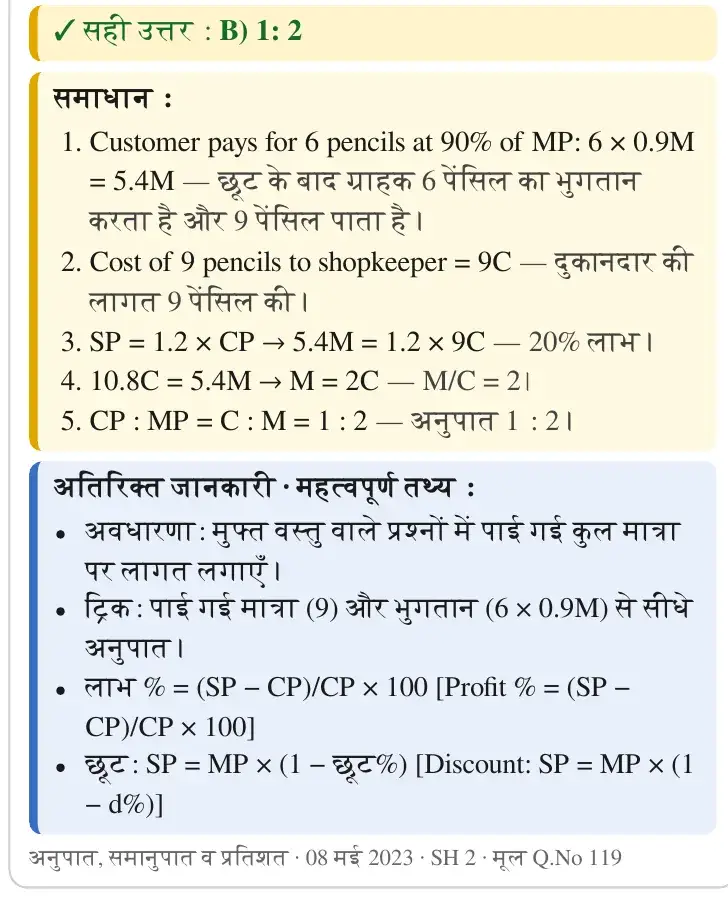 ✓ सही उत्तर : B) 1: 2
समाधान :
1. Customer pays for 6 pencils at 90% of MP: 6 × 0.9M
= 5.4M — छूट के बाद ग्राहक 6 पेंसिल का भुगतान
करता है और 9 पेंसिल पाता है।
2. Cost of 9 pencils to shopkeeper = 9C — दुकानदार की
लागत 9 पेंसिल की।
3. SP = 1.2 × CP → 5.4M = 1.2 × 9C — 20% लाभ।
4. 10.8C = 5.4M → M = 2C — M/C = 2|
5. CP : MP = C : M = 1 : 2 — अनुपात 1 : 2।
अतिरिक्त जानकारी · महत्वपूर्ण तथ्य :
• अवधारणा : मुफ्त वस्तु वाले प्रश्नों में पाई गई कुल मात्रा
पर लागत लगाएँ।
• ट्रिक : पाई गई मात्रा (9) और भुगतान (6 × 0.9M) से सीधे
अनुपात।
• लाभ % = (SP − CP)/CP × 100 [Profit % = (SP −
CP)/CP × 100]
• छूट : SP = MP × (1 − छूट%) [Discount: SP = MP × (1
− d%)]
अनुपात, समानुपात व प्रतिशत · 08 मई 2023 · SH 2 · मूल Q.No 119